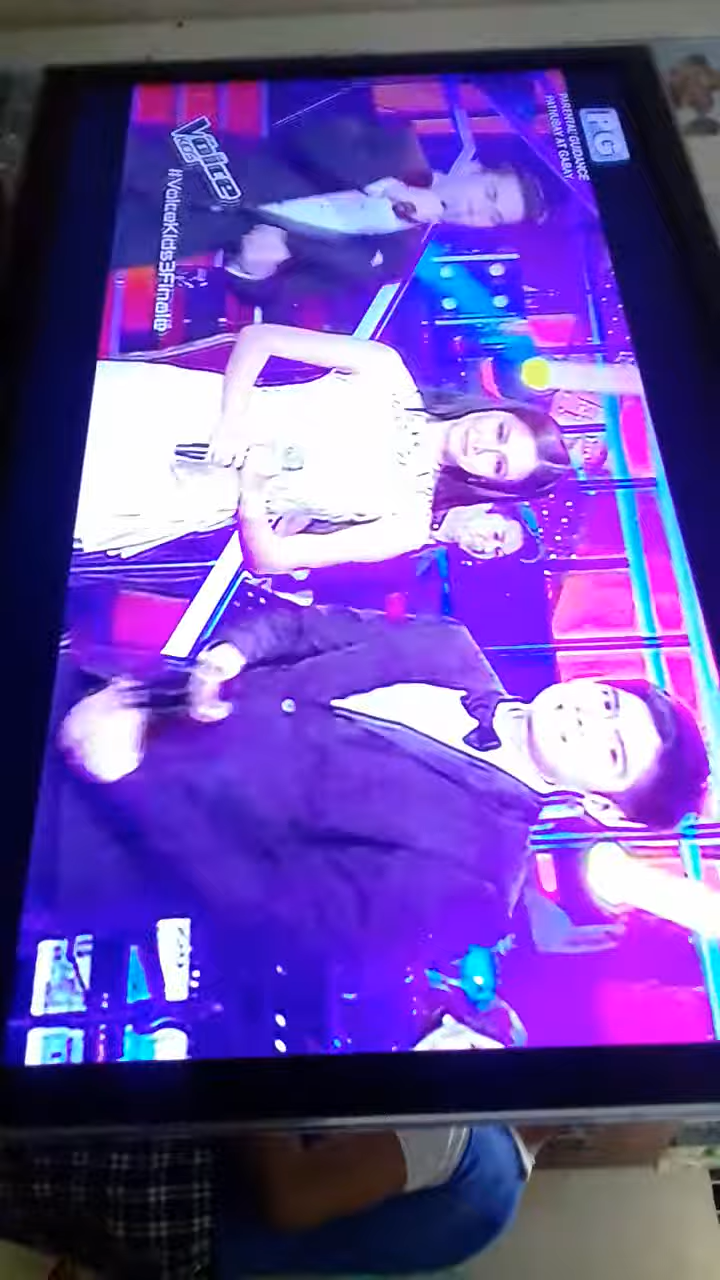 PG
PARENTAL GUIDANCE
PATNUBAY AT GABAY
The Voice
KIDS
#VoiceKids3Finale